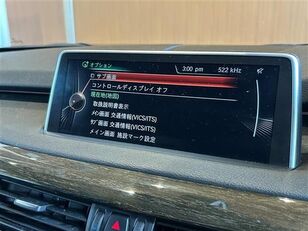 オプション
3:00 pm
522 kHz
サブ画面
コントロールディスプレイ オフ
現在地(地図)
取扱説明書表示
ﾒｲﾝ画面 交通情報(VICS/ITS)
ｻﾌﾞ画面 交通情報(VICS/ITS)
メイン画面 施設マーク設定